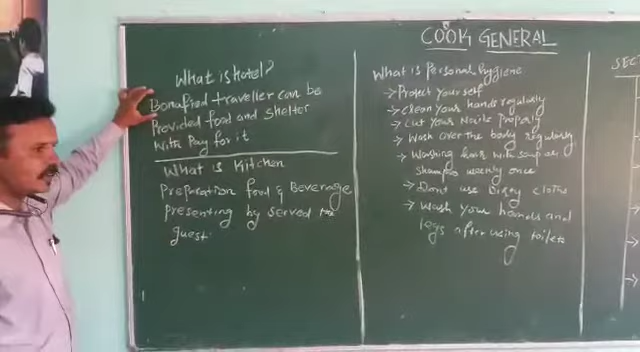 COOK GENERAL
What is hotel?
Bonafied traveller can be
Provided food and shelter
with Pay for it
What is Kitchen
Preparation food & Beverage
Presenting by served the
guest.
What is Personal hygiene
→ Protect yourself
→ Clean your hands regularly
→ Cut your Nails Properly
→ Wash over the body regularly
→ Washing hair with soap or
shampoo weekly once
→ Dont use Dirty cloths
→ Wash your hands and
legs after using toilets
SEC